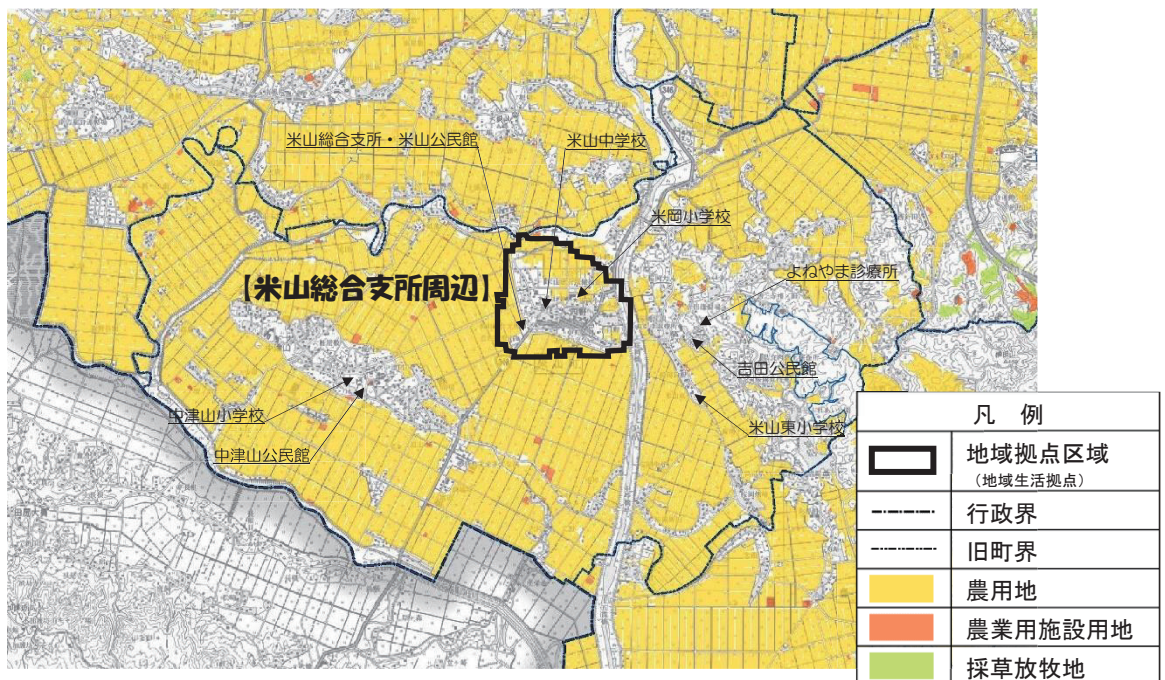 米山総合支所・米山公民館
米山中学校
米岡小学校
【米山総合支所周辺】
よねやま診療所
吉田公民館
米山東小学校
中津山小学校
中津山公民館
346
凡 例
地域拠点区域
(地域生活拠点)
行政界
旧町界
農用地
農業用施設用地
採草放牧地